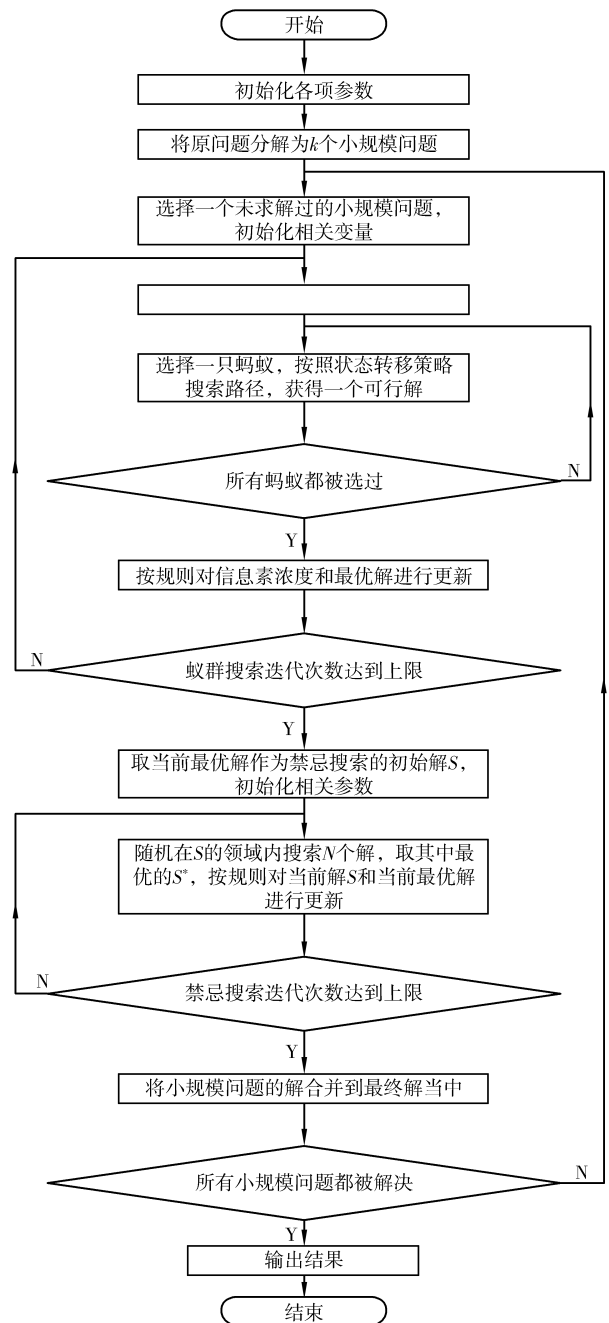 开始
初始化各项参数
将原问题分解为k个小规模问题
选择一个未求解过的小规模问题，
初始化相关变量
选择一只蚂蚁，按照状态转移策略
搜索路径，获得一个可行解
所有蚂蚁都被选过
N
Y
按规则对信息素浓度和最优解进行更新
N
蚁群搜索迭代次数达到上限
Y
取当前最优解作为禁忌搜索的初始解S，
初始化相关参数
随机在S的领域内搜索N个解，取其中最
优的S*，按规则对当前解S和当前最优解
进行更新
N
禁忌搜索迭代次数达到上限
Y
将小规模问题的解合并到最终解当中
所有小规模问题都被解决
N
Y
输出结果
结束